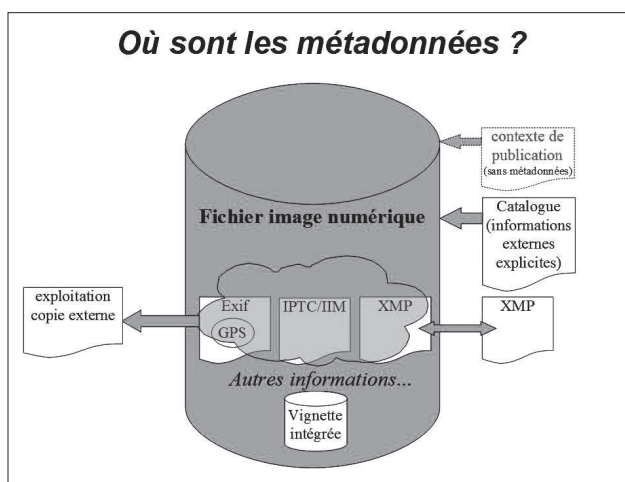 Où sont les métadonnées ?
contexte de
publication
(sans métadonnées)
Fichier image numérique
Catalogue
(informations
externes
explicites)
exploitation
copie externe
Exif
GPS
IPTC/IIM
XMP
XMP
Autres informations...
Vignette
intégrée